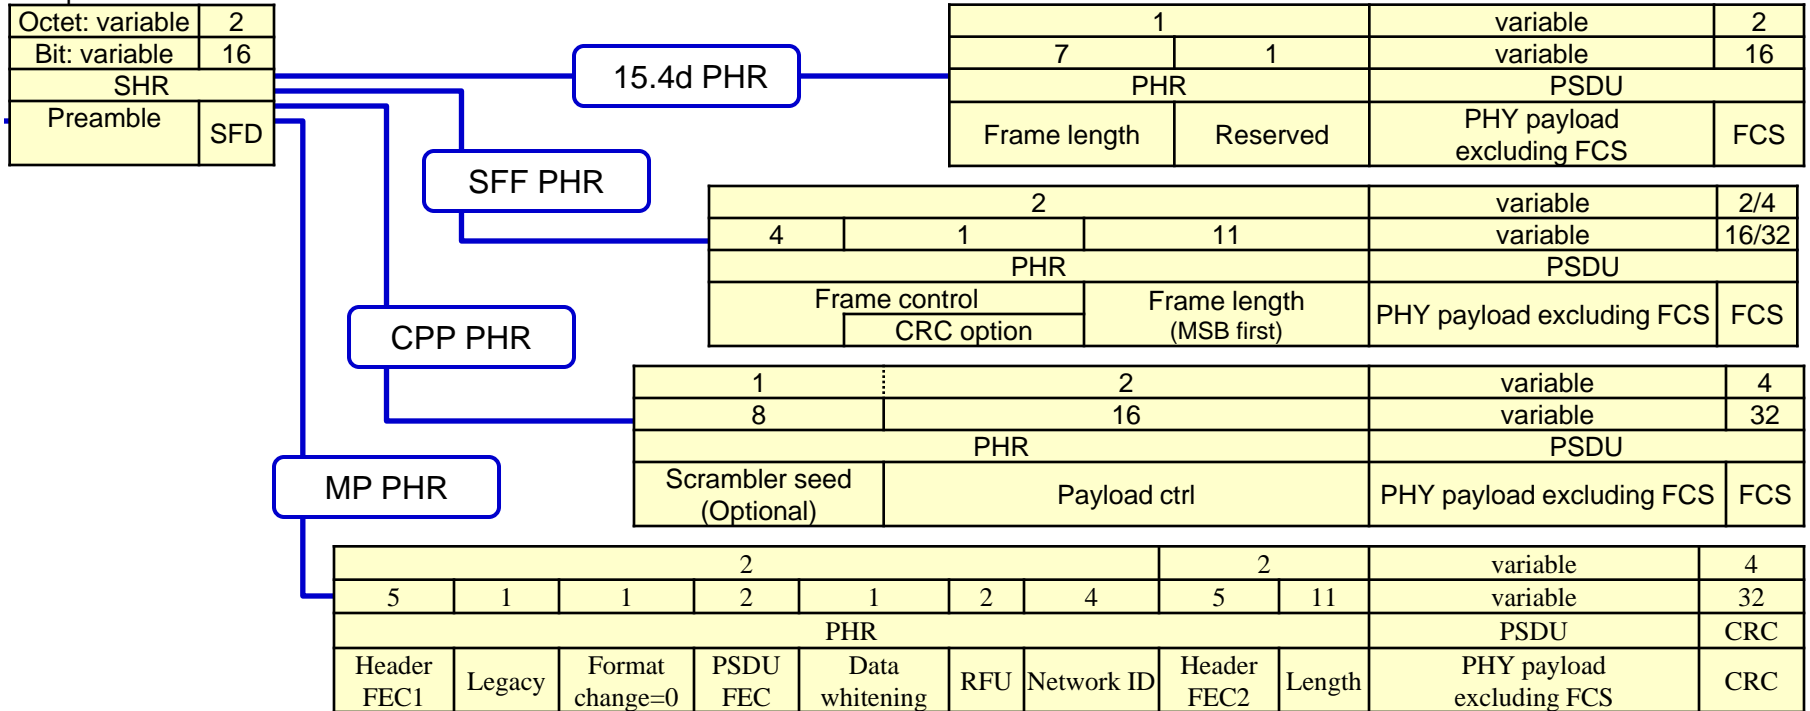 Octet: variable 2
Bit: variable 16
SHR
Preamble SFD
15.4d PHR
1 variable 2
7 1 variable 16
PHR PSDU
Frame length Reserved PHY payload
excluding FCS FCS
SFF PHR
2 variable 2/4
4 1 11 variable 16/32
PHR PSDU
Frame control Frame length
CRC option (MSB first) PHY payload excluding FCS FCS
CPP PHR
1 2 variable 4
8 16 variable 32
PHR PSDU
Scrambler seed
(Optional) Payload ctrl PHY payload excluding FCS FCS
MP PHR
2 2 variable 4
5 1 1 2 1 2 4 5 11 variable 32
PHR PSDU CRC
Header
FEC1 Legacy Format
change=0 PSDU
FEC Data
whitening RFU Network ID Header
FEC2 Length PHY payload
excluding FCS CRC